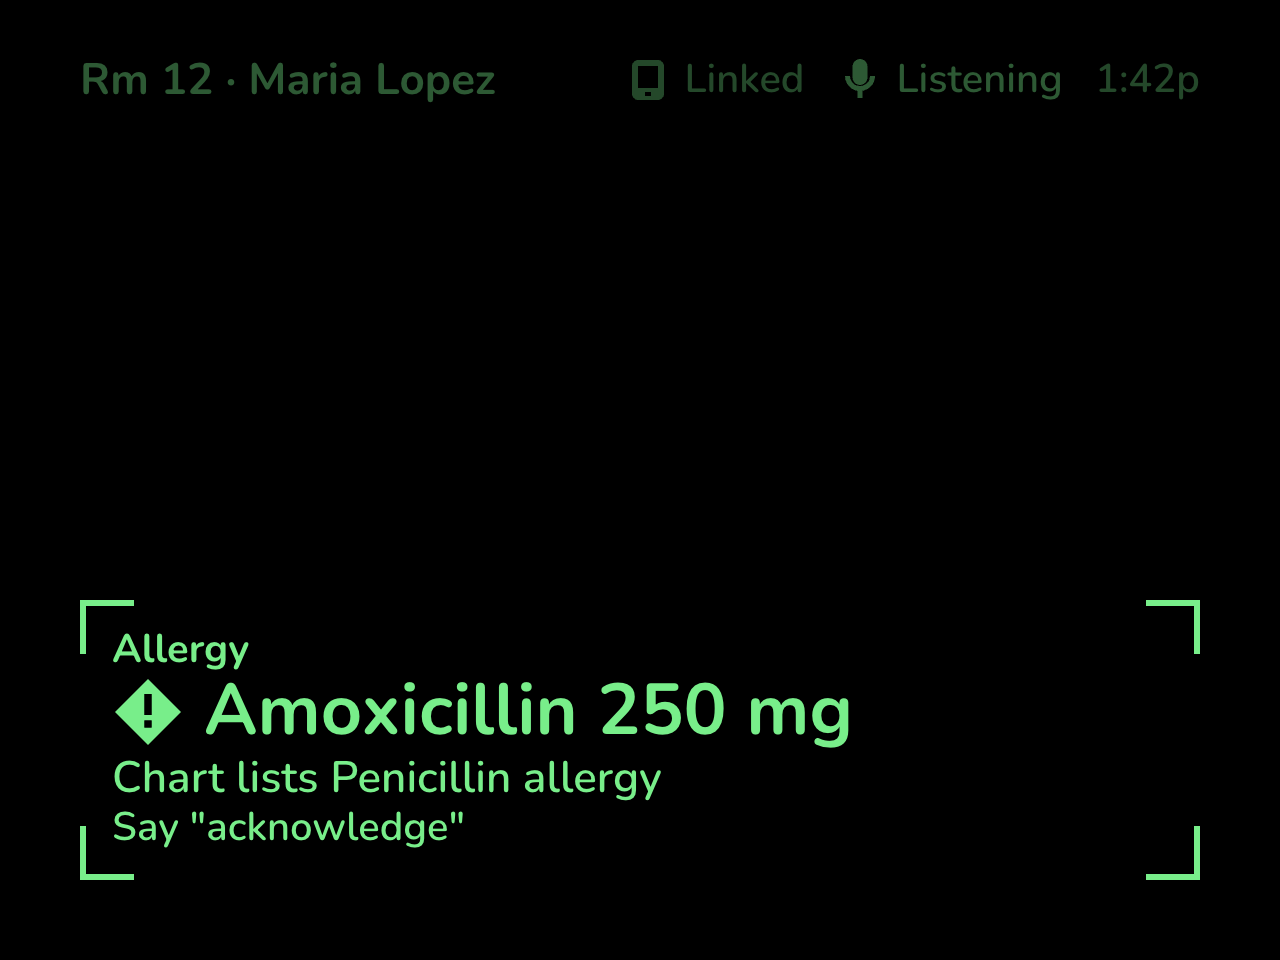 Rm 12 · Maria Lopez Linked Listening 1:42p
Allergy
Amoxicillin 250 mg
Chart lists Penicillin allergy
Say "acknowledge"